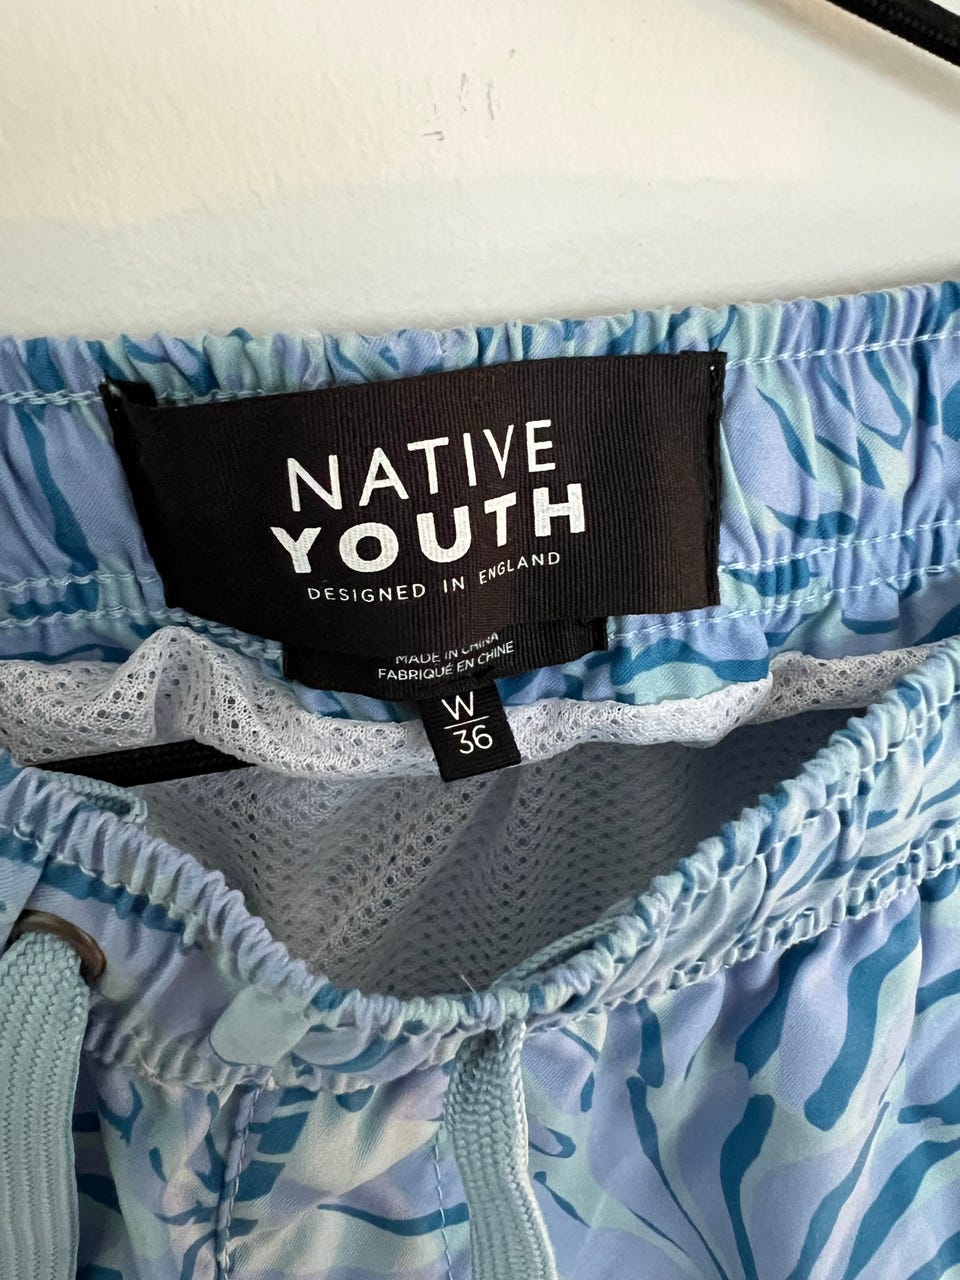 NATIVE
YOUTH
DESIGNED IN ENGLAND
MADE IN CHINA
FABRIQUÉ EN CHINE
W
36